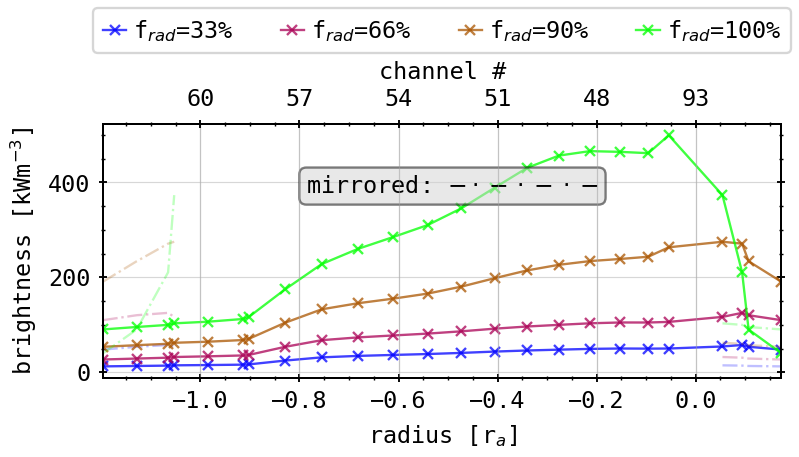 f_rad=33% f_rad=66% f_rad=90% f_rad=100%
channel #
60 57 54 51 48 93
brightness [kWm⁻³]
400
200
0
mirrored:
−1.0 −0.8 −0.6 −0.4 −0.2 0.0
radius [r_a]